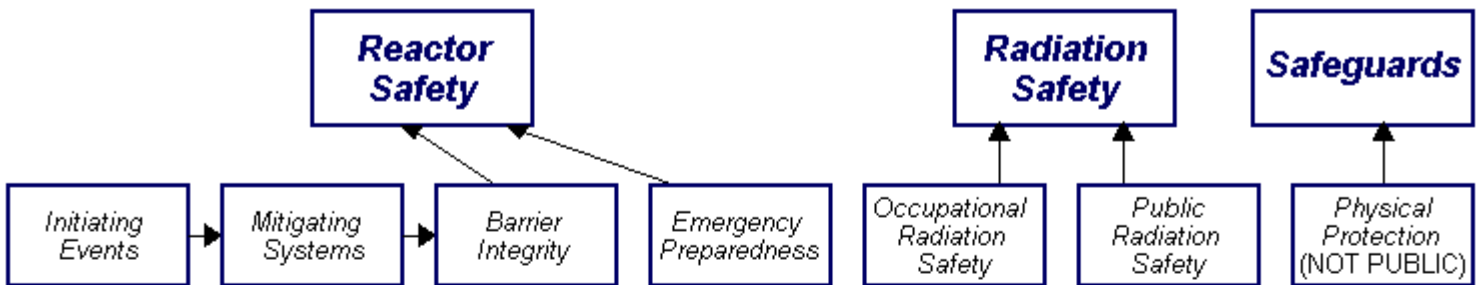 Reactor
Safety
Radiation
Safety
Safeguards
Initiating
Events
Mitigating
Systems
Barrier
Integrity
Emergency
Preparedness
Occupational
Radiation
Safety
Public
Radiation
Safety
Physical
Protection
(NOT PUBLIC)